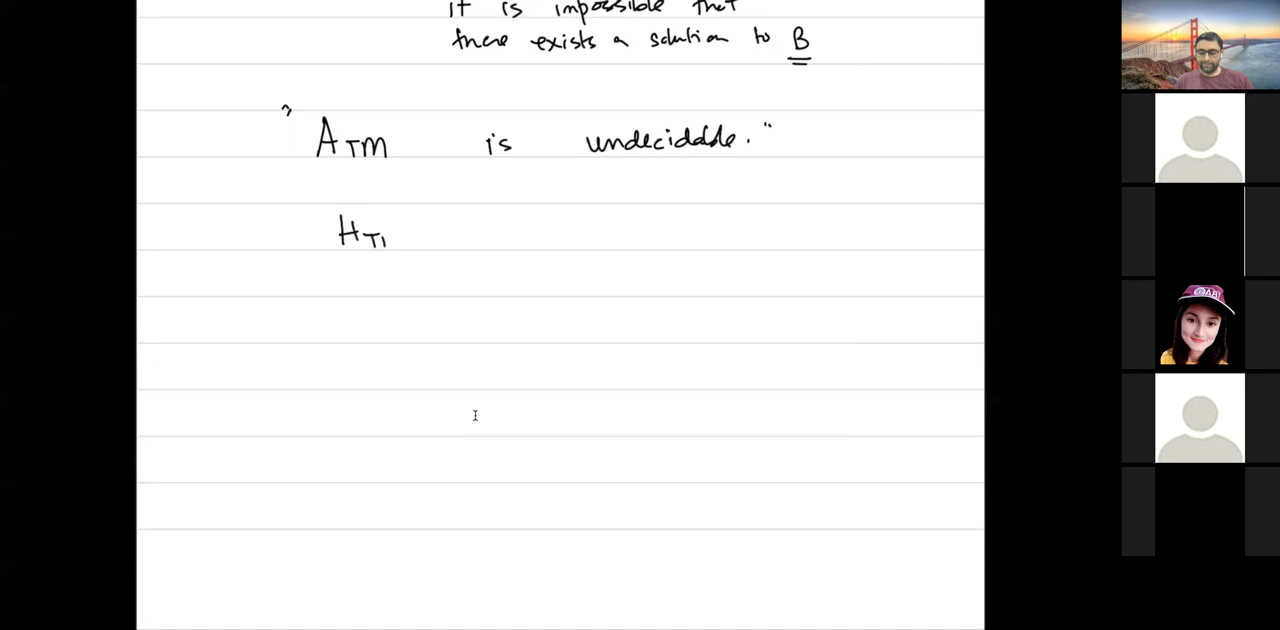 it is impossible that
there exists a solution to B
" ATM is undecidable. "
HT